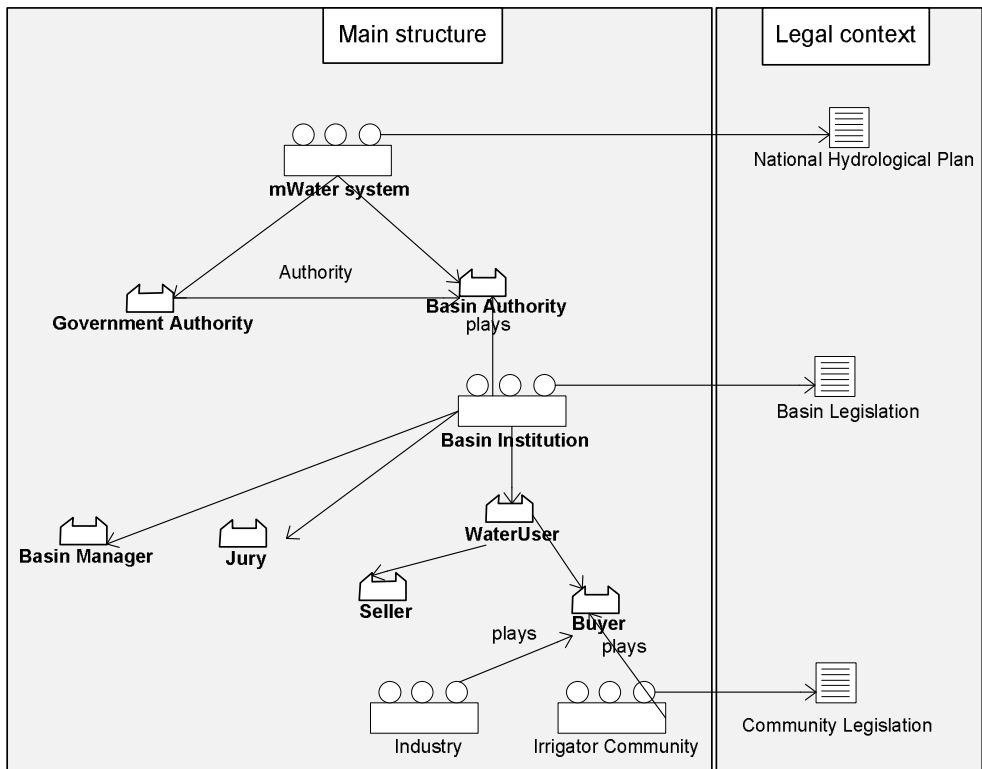 Main structure
Legal context
National Hydrological Plan
mWater system
Authority
Government Authority
Basin Authority
plays
Basin Legislation
Basin Institution
WaterUser
Basin Manager
Jury
Seller
Buyer
plays
plays
Community Legislation
Industry
Irrigator Community